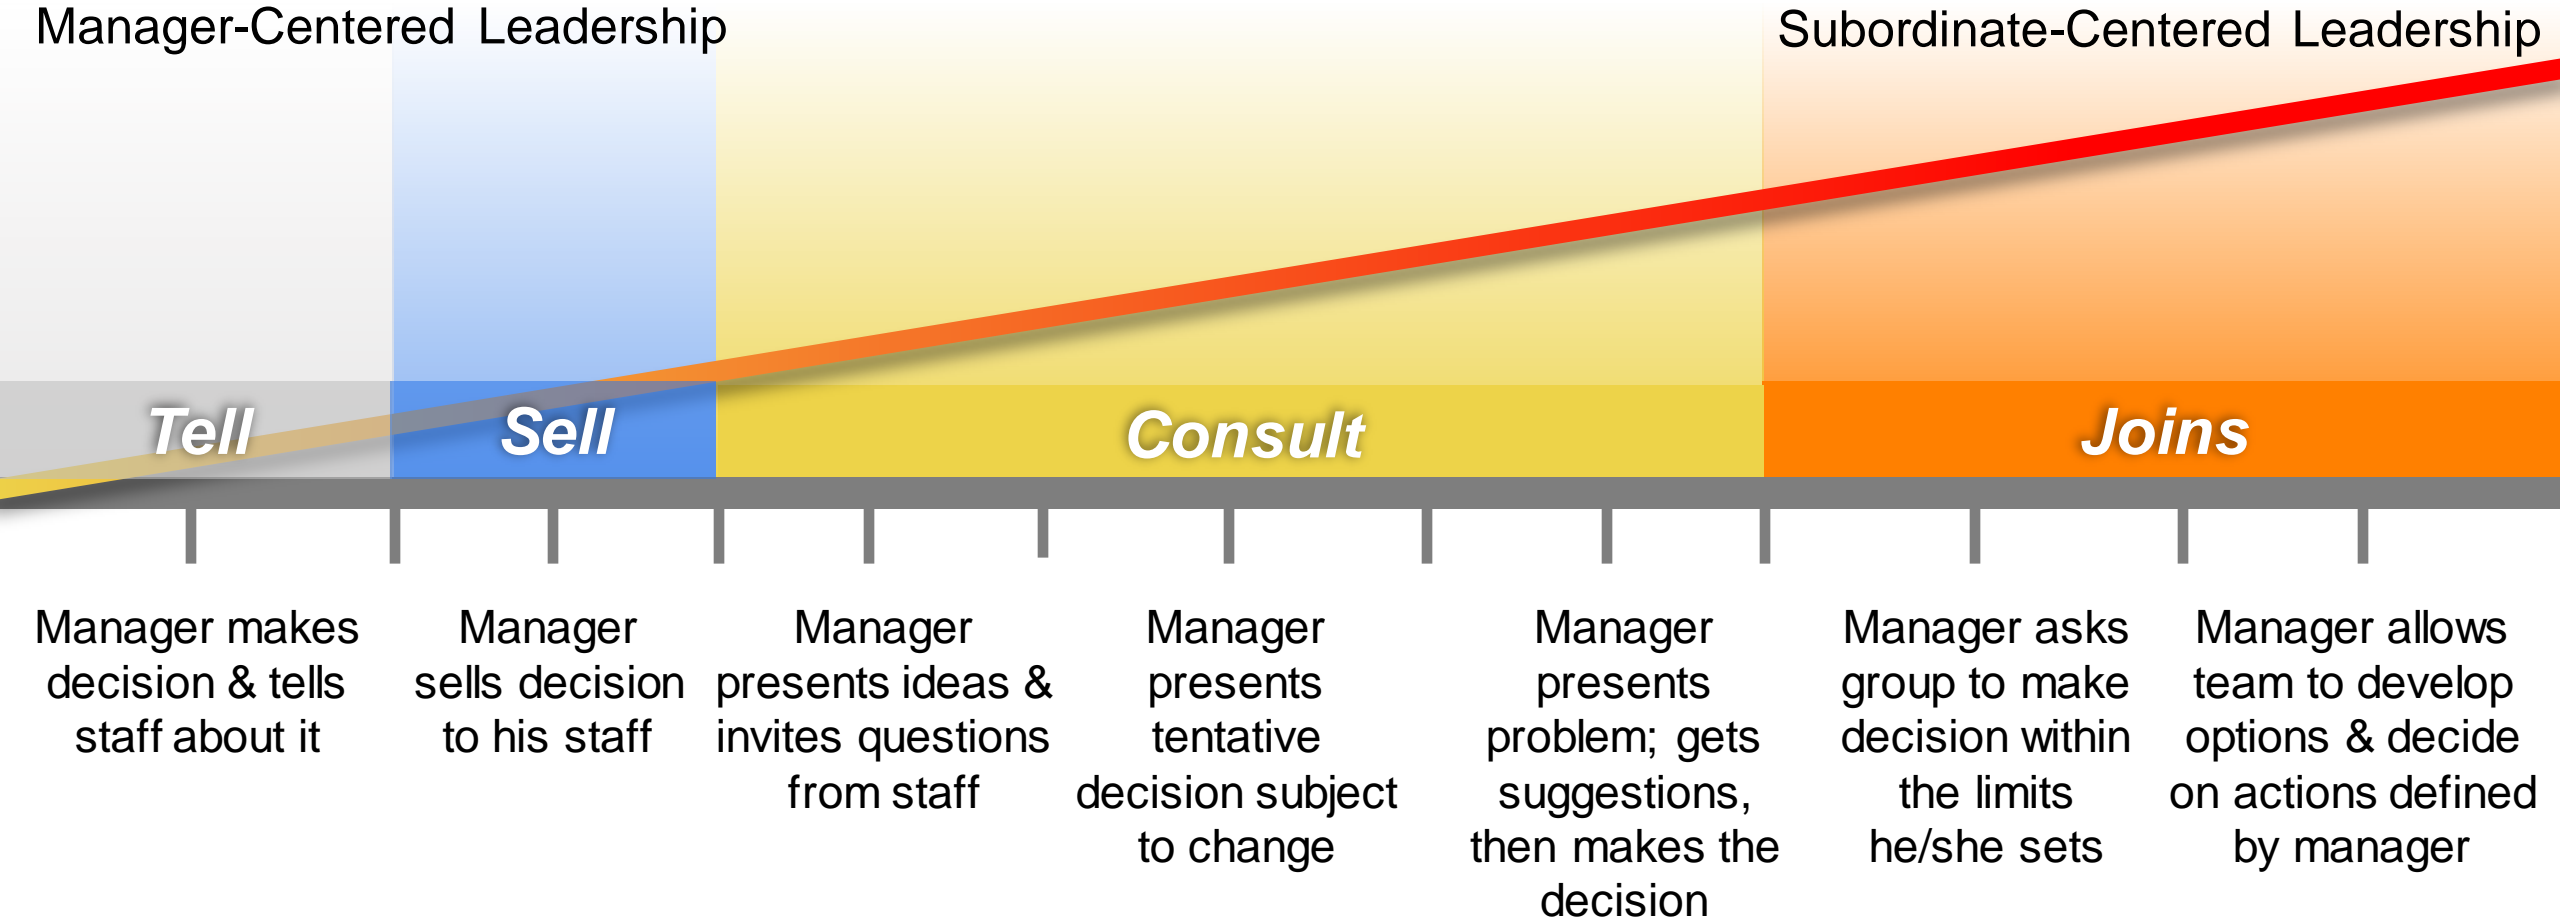 Manager-Centered Leadership
Subordinate-Centered Leadership
Tell
Sell
Consult
Joins
Manager makes
decision & tells
staff about it
Manager
sells decision
to his staff
Manager
presents ideas &
invites questions
from staff
Manager
presents
tentative
decision subject
to change
Manager
presents
problem; gets
suggestions,
then makes the
decision
Manager asks
group to make
decision within
the limits
he/she sets
Manager allows
team to develop
options & decide
on actions defined
by manager